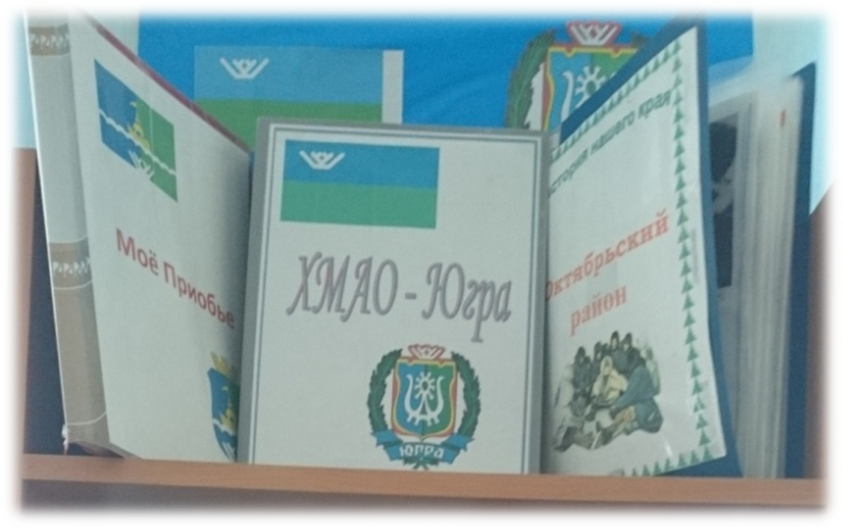 Моё Приобье
ХМАО - Югра
ЮГРА
история нашего края
Октябрьский
район